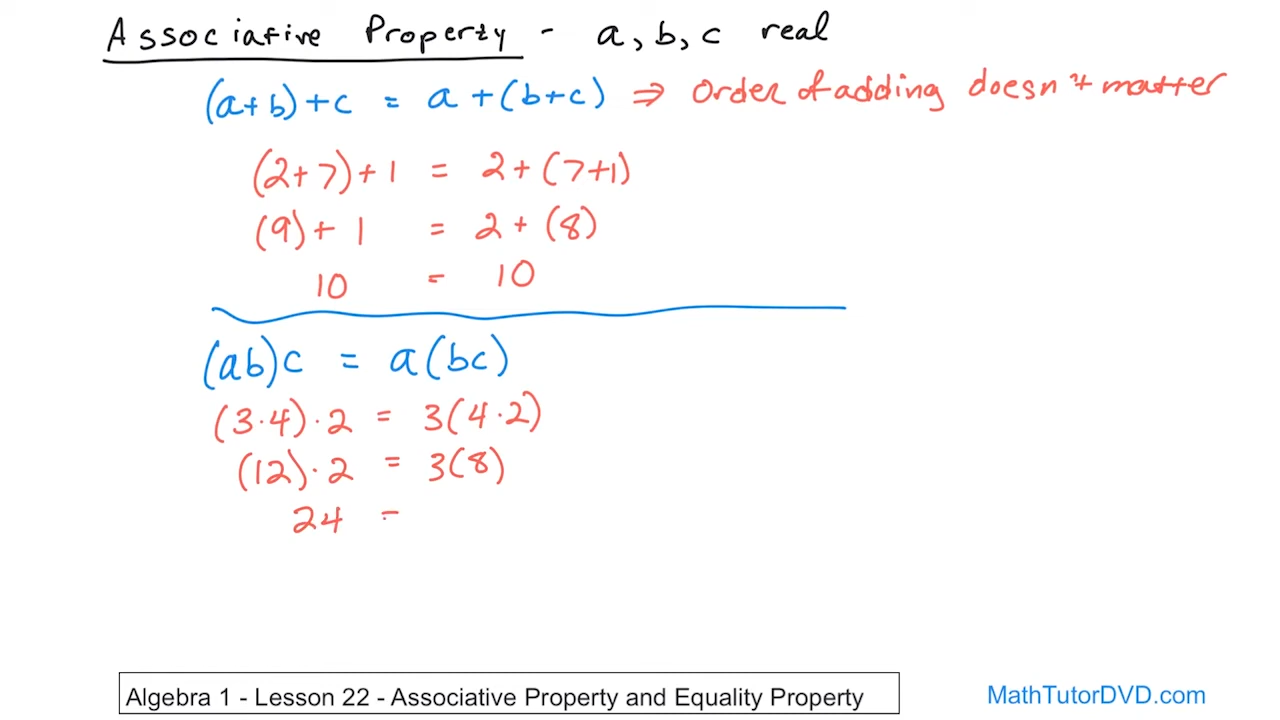 Associative Property - a, b, c real
(a+b)+c = a+(b+c) ⇒ Order of adding doesn't matter
(2+7)+1 = 2+(7+1)
(9)+1 = 2+(8)
10 = 10
(ab)c = a(bc)
(3·4)·2 = 3(4·2)
(12)·2 = 3(8)
24 =
Algebra 1 - Lesson 22 - Associative Property and Equality Property
MathTutorDVD.com